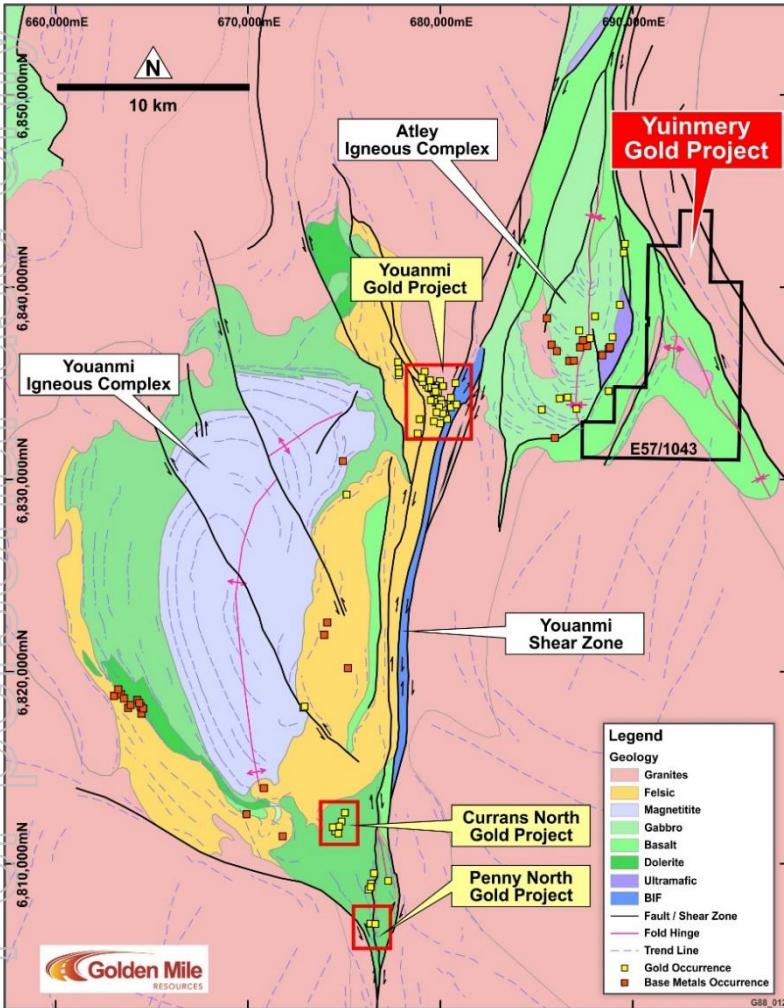 660,000mE
670,000mE
680,000mE
690,000mE
N
10 km
6,850,000mN
6,840,000mN
6,830,000mN
6,820,000mN
6,810,000mN
Atley
Igneous Complex
Yuinmery
Gold Project
Youanmi
Gold Project
Youanmi
Igneous Complex
E57/1043
Youanmi
Shear Zone
Currans North
Gold Project
Penny North
Gold Project
Legend
Geology
Granites
Felsic
Magnetitite
Gabbro
Basalt
Dolerite
Ultramafic
BIF
Fault / Shear Zone
Fold Hinge
Trend Line
Gold Occurrence
Base Metals Occurrence
Golden Mile
RESOURCES